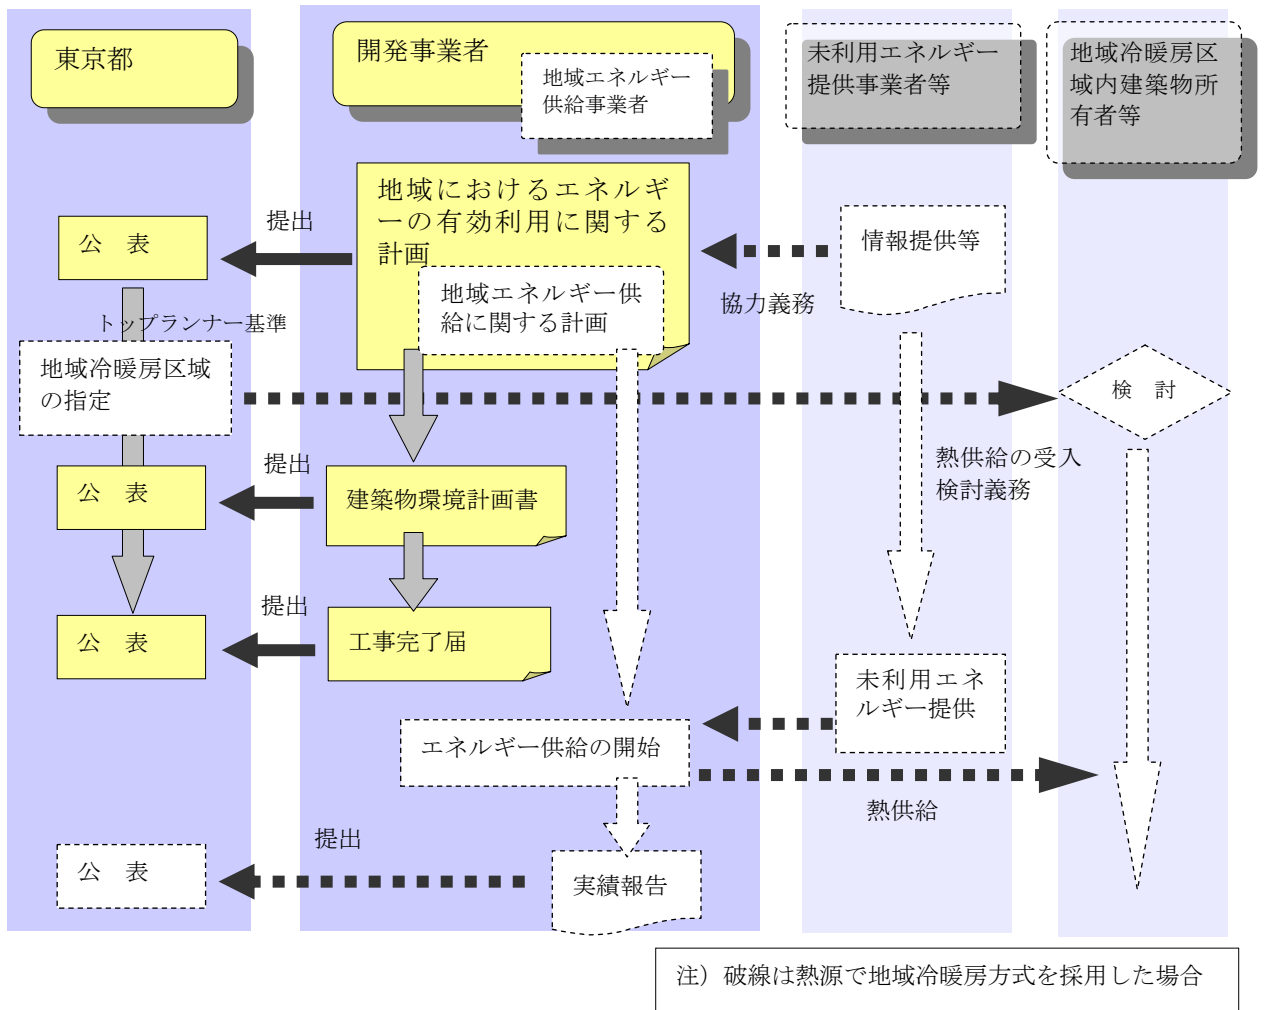 東京都
開発事業者
地域エネルギー
供給事業者
未利用エネルギー
提供事業者等
地域冷暖房区
域内建築物所
有者等
地域におけるエネルギ
ーの有効利用に関する
計画
提出
公　表
地域エネルギー供
給に関する計画
情報提供等
協力義務
トップランナー基準
地域冷暖房区域
の指定
検　討
熱供給の受入
検討義務
提出
公　表
建築物環境計画書
提出
公　表
工事完了届
未利用エネ
ルギー提供
エネルギー供給の開始
熱供給
提出
公　表
実績報告
注）破線は熱源で地域冷暖房方式を採用した場合